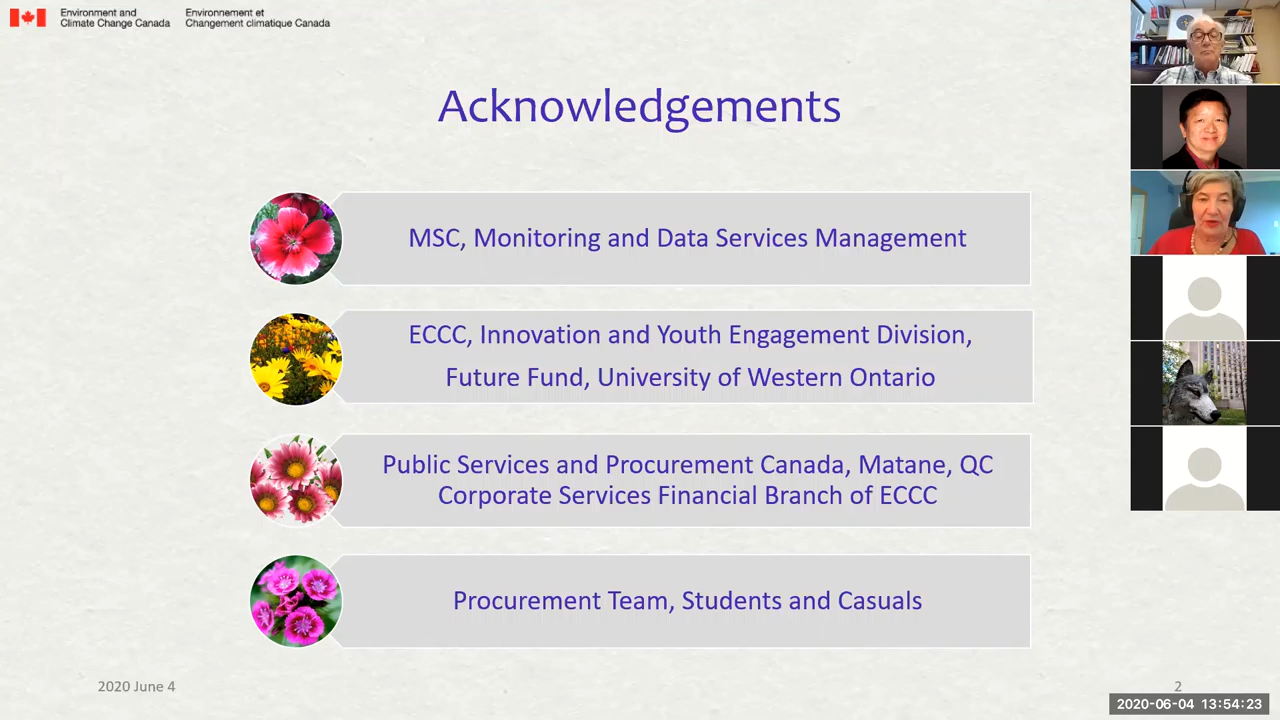 Environment and
Climate Change Canada
Environnement et
Changement climatique Canada
Acknowledgements
MSC, Monitoring and Data Services Management
ECCC, Innovation and Youth Engagement Division,
Future Fund, University of Western Ontario
Public Services and Procurement Canada, Matane, QC
Corporate Services Financial Branch of ECCC
Procurement Team, Students and Casuals
2020 June 4
2
2020-06-04 13:54:23